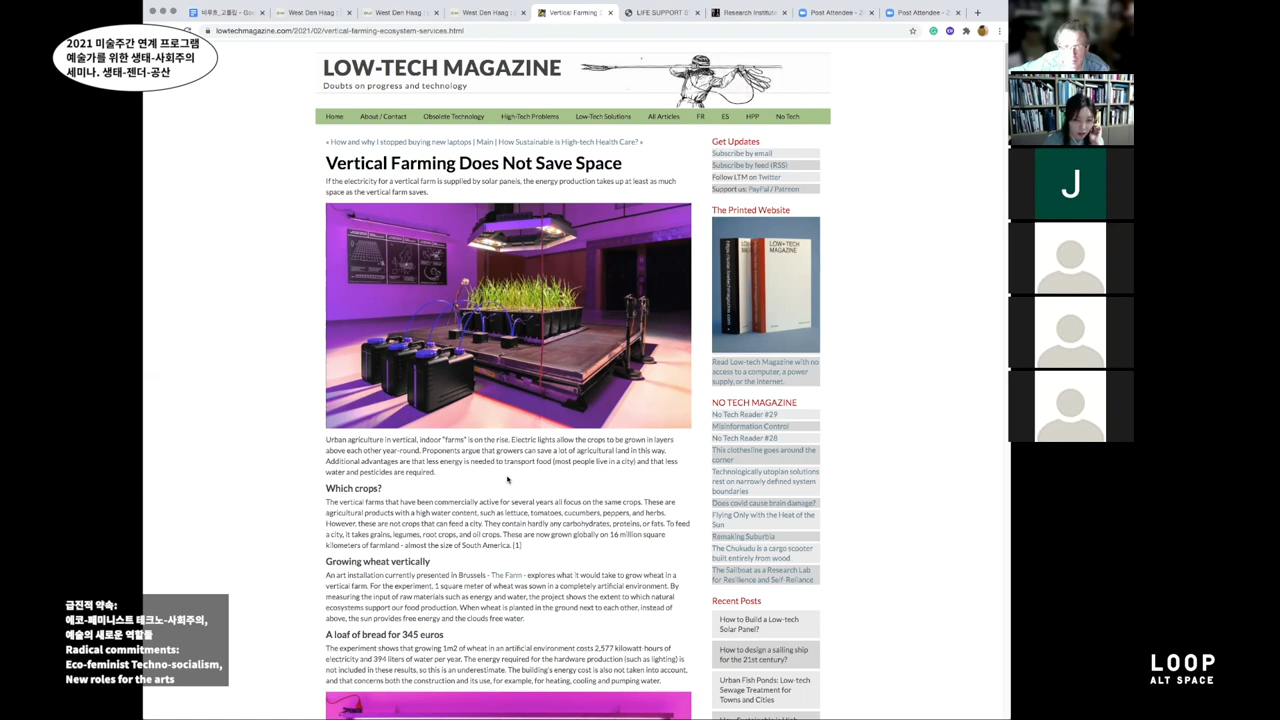 2021 미술주간 연계 프로그램
예술가를 위한 생태-사회주의
세미나. 생태-젠더-공산
West Den Haag :
West Den Haag : p
West Den Haag : /
Vertical Farming D
LIFE SUPPORT S
Research Institute
Post Attendee - Zo
Post Attendee - Z
lowtechmagazine.com/2021/02/vertical-farming-ecosystem-services.html
LOW-TECH MAGAZINE
Doubts on progress and technology
Home About / Contact Obsolete Technology High-Tech Problems Low-Tech Solutions All Articles FR ES HPP No Tech
« How and why I stopped buying new laptops | Main | How Sustainable is High-tech Health Care? »
Vertical Farming Does Not Save Space
If the electricity for a vertical farm is supplied by solar panels, the energy production takes up at least as much
space as the vertical farm saves.
Urban agriculture in vertical, indoor "farms" is on the rise. Electric lights allow the crops to be grown in layers
above each other year-round. Proponents argue that growers can save a lot of agricultural land in this way.
Additional advantages are that less energy is needed to transport food (most people live in a city) and that less
water and pesticides are required.
Which crops?
The vertical farms that have been commercially active for several years all focus on the same crops. These are
agricultural products with a high water content, such as lettuce, tomatoes, cucumbers, peppers, and herbs.
However, these are not crops that can feed a city. They contain hardly any carbohydrates, proteins, or fats. To feed
a city, it takes grains, legumes, root crops, and oil crops. These are now grown globally on 16 million square
kilometers of farmland - almost the size of South America. [1]
Growing wheat vertically
An art installation currently presented in Brussels - The Farm - explores what it would take to grow wheat in a
vertical farm. For the experiment, 1 square meter of wheat was sown in a completely artificial environment. By
measuring the input of raw materials such as energy and water, the project shows the extent to which natural
ecosystems support our food production. When wheat is planted in the ground next to each other, instead of
above, the sun provides free energy and the clouds free water.
A loaf of bread for 345 euros
The experiment shows that growing 1m2 of wheat in an artificial environment costs 2,577 kilowatt-hours of
electricity and 394 liters of water per year. The energy required for the hardware production (such as lighting) is
not included in these results, so this is an underestimate. The building's energy cost is also not taken into account,
and that concerns both the construction and its use, for example, for heating, cooling and pumping water.
Get Updates
Subscribe by email
Subscribe by feed (RSS)
Follow LTM on Twitter
Support us: PayPal / Patreon
The Printed Website
LOW←TECH
MAGAZINE
Read Low-tech Magazine with no
access to a computer, a power
supply, or the internet.
NO TECH MAGAZINE
No Tech Reader #29
Misinformation Control
No Tech Reader #28
This clothesline goes around the
corner
Technologically utopian solutions
rest on narrowly defined system
boundaries
Does covid cause brain damage?
Flying Only with the Heat of the
Sun
Remaking Suburbia
The Chukudu is a cargo scooter
built entirely from wood
The Sailboat as a Research Lab
for Resilience and Self-Reliance
Recent Posts
How to Build a Low-tech
Solar Panel?
How to design a sailing ship
for the 21st century?
Urban Fish Ponds: Low-tech
Sewage Treatment for
Towns and Cities
J
급진적 약속:
에코-페미니스트 테크노-사회주의,
예술의 새로운 역할들
Radical commitments:
Eco-feminist Techno-socialism,
New roles for the arts
LOOP
ALT SPACE